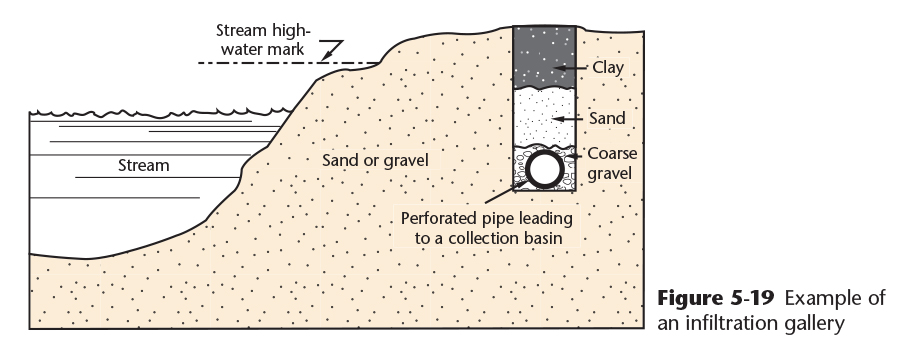 Stream high-
water mark
Clay
Sand
Coarse
gravel
Stream
Sand or gravel
Perforated pipe leading
to a collection basin
Figure 5-19 Example of
an infiltration gallery